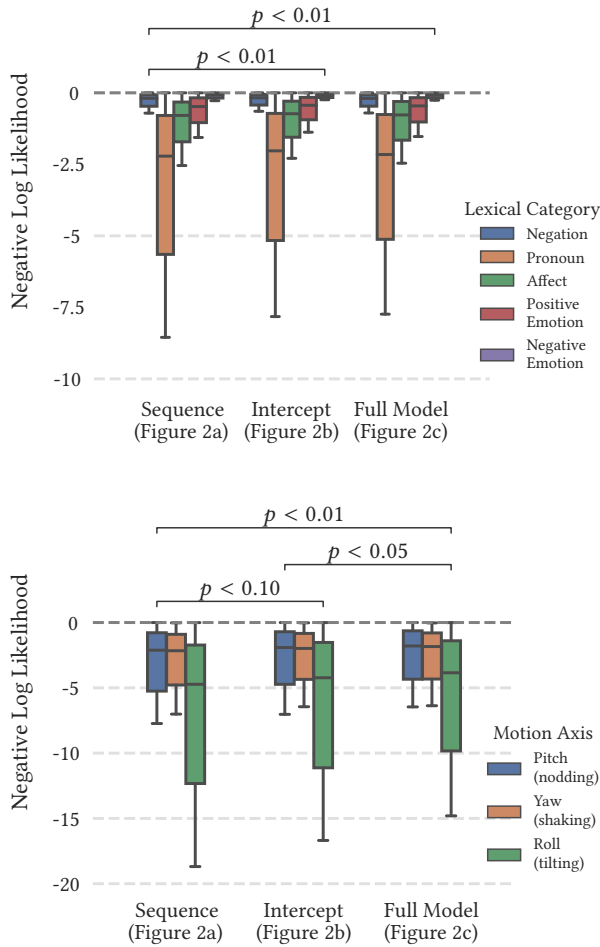 p < 0.01
p < 0.01
Negative Log Likelihood
0
-2.5
-5
-7.5
-10
Lexical Category
Negation
Pronoun
Affect
Positive
Emotion
Negative
Emotion
Sequence
(Figure 2a)
Intercept
(Figure 2b)
Full Model
(Figure 2c)
p < 0.01
p < 0.05
p < 0.10
Negative Log Likelihood
0
-5
-10
-15
-20
Motion Axis
Pitch
(nodding)
Yaw
(shaking)
Roll
(tilting)
Sequence
(Figure 2a)
Intercept
(Figure 2b)
Full Model
(Figure 2c)